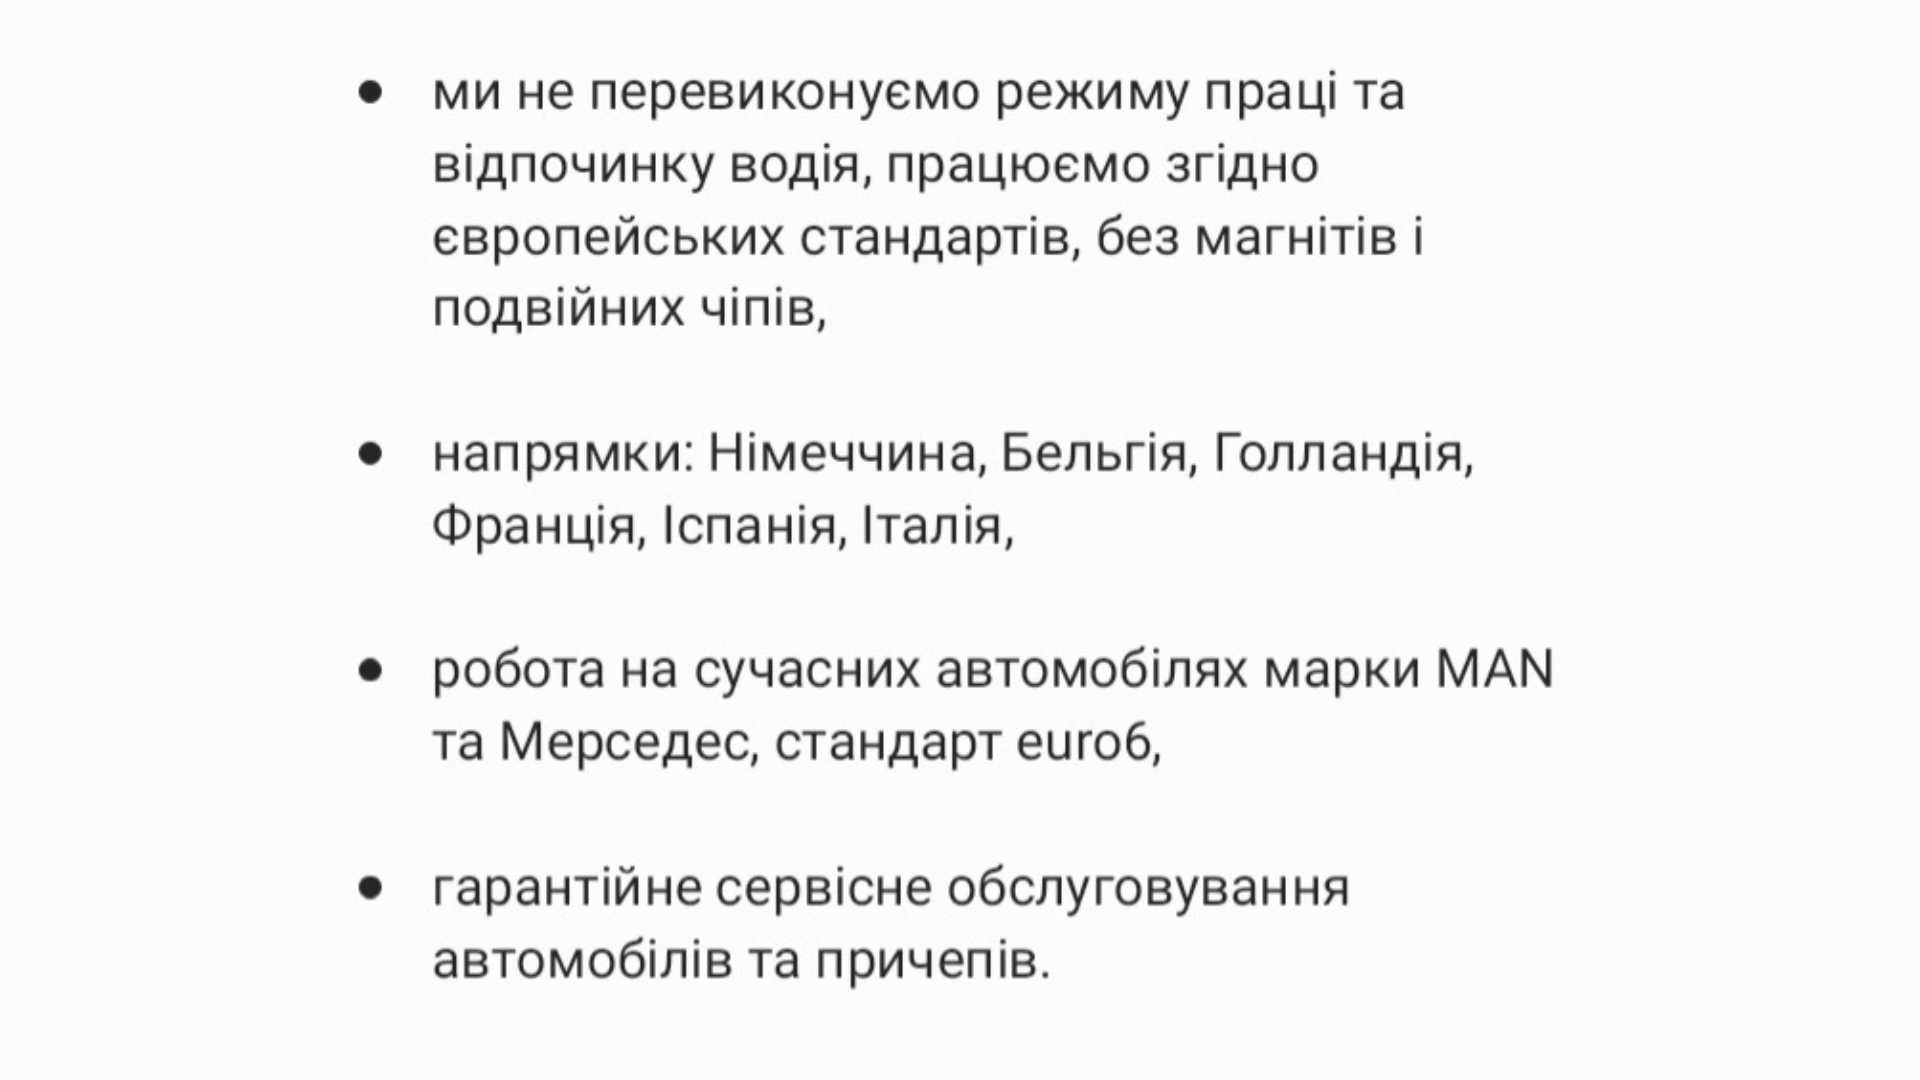 ● ми не перевиконуємо режиму праці та
відпочинку водія, працюємо згідно
європейських стандартів, без магнітів і
подвійних чіпів,
● напрямки: Німеччина, Бельгія, Голландія,
Франція, Іспанія, Італія,
● робота на сучасних автомобілях марки MAN
та Мерседес, стандарт euro6,
● гарантійне сервісне обслуговування
автомобілів та причепів.